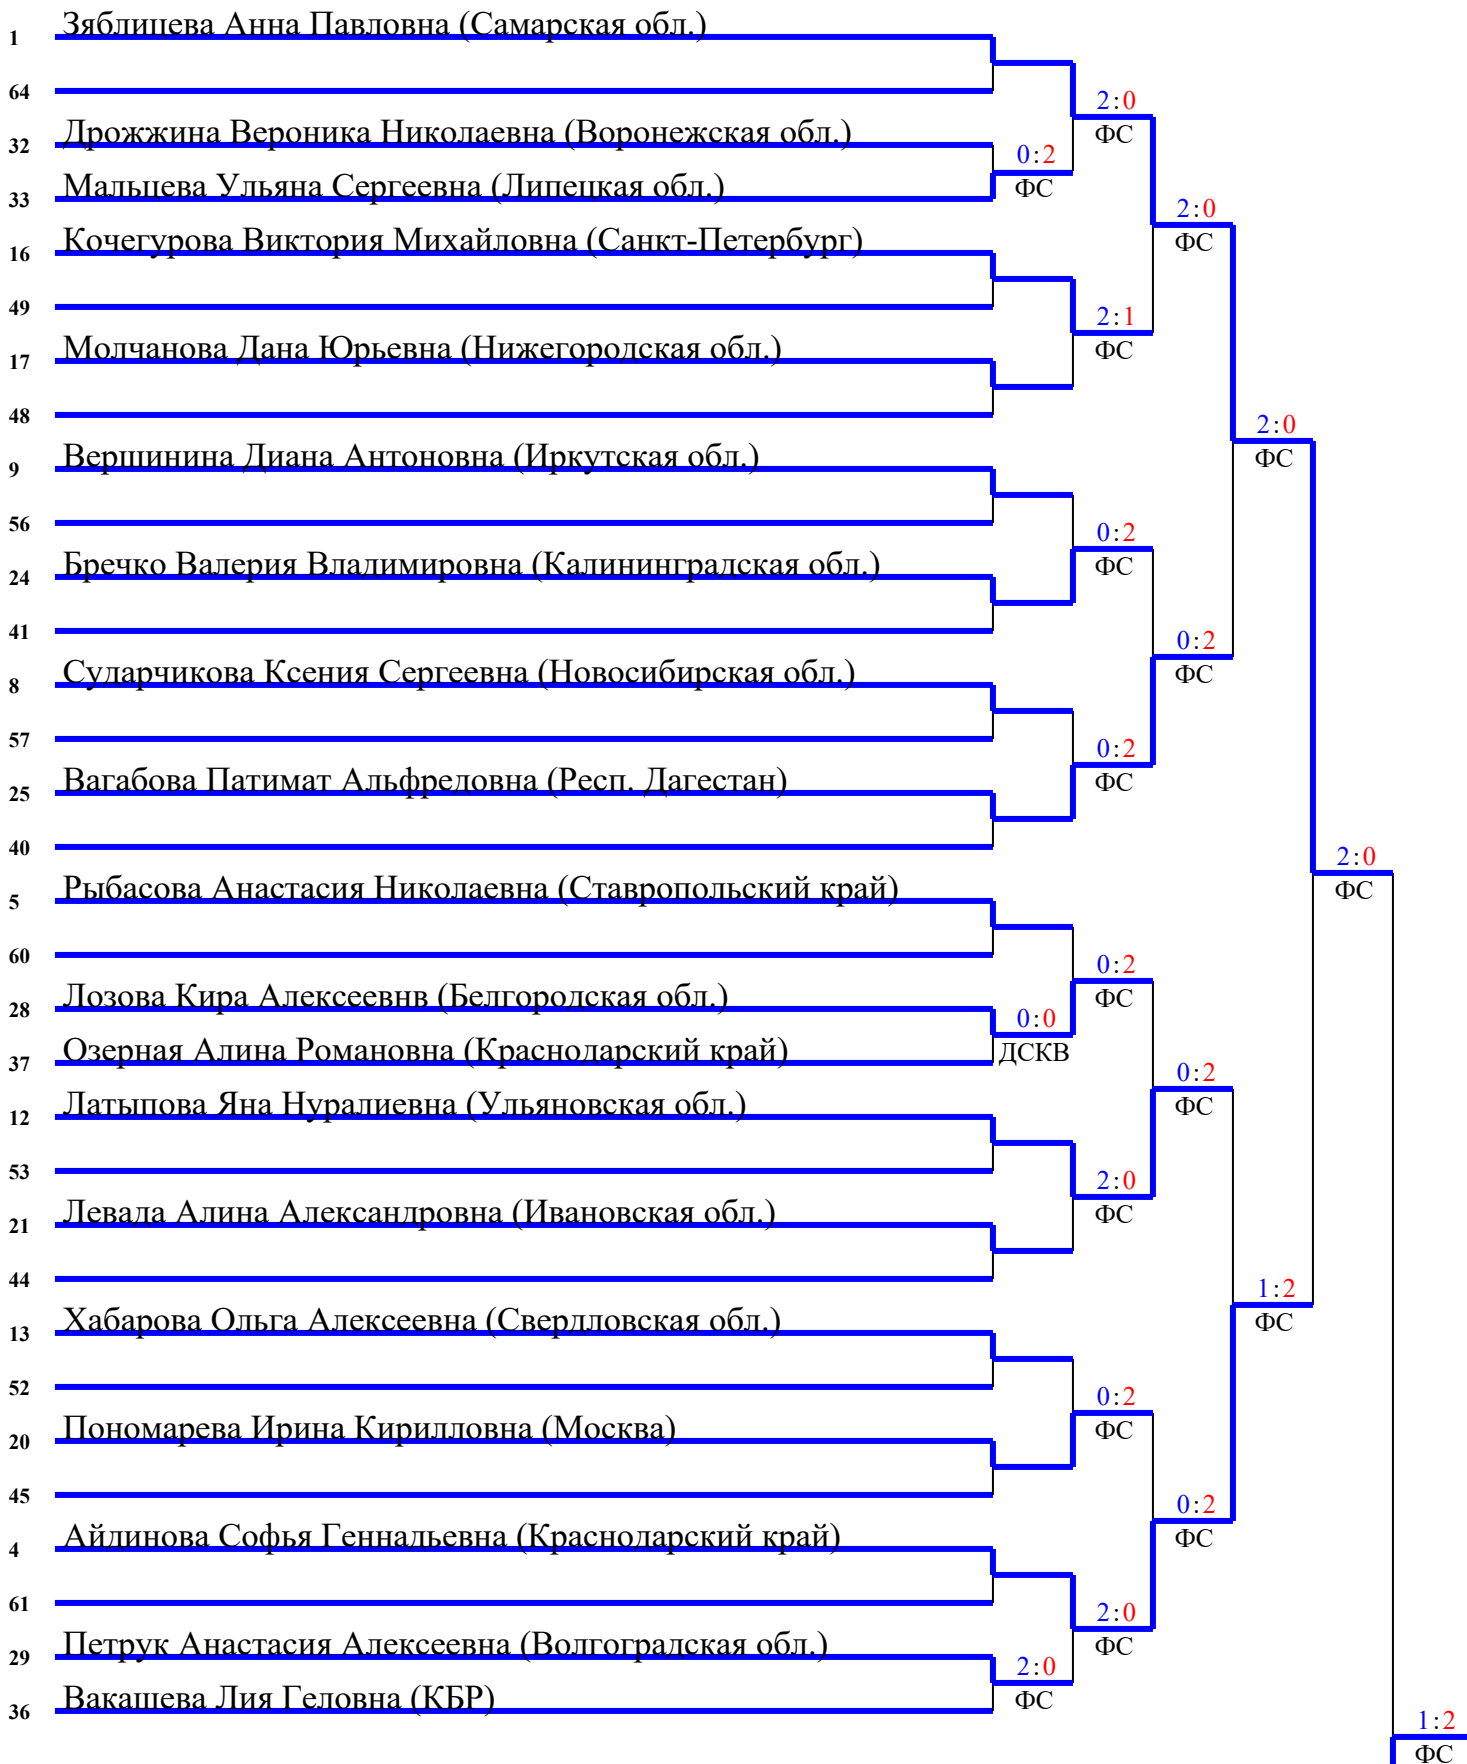 1 Зяблицева Анна Павловна (Самарская обл.)
64
2:0
ФС
32 Дрожжина Вероника Николаевна (Воронежская обл.)
0:2
ФС
33 Мальцева Ульяна Сергеевна (Липецкая обл.)
2:0
ФС
16 Кочегурова Виктория Михайловна (Санкт-Петербург)
49
2:1
ФС
17 Молчанова Дана Юрьевна (Нижегородская обл.)
48
2:0
ФС
9 Вершинина Диана Антоновна (Иркутская обл.)
56
0:2
ФС
24 Бречко Валерия Владимировна (Калининградская обл.)
41
0:2
ФС
8 Сударчикова Ксения Сергеевна (Новосибирская обл.)
57
0:2
ФС
25 Вагабова Патимат Альфредовна (Респ. Дагестан)
40
2:0
ФС
5 Рыбасова Анастасия Николаевна (Ставропольский край)
60
0:2
ФС
28 Лозова Кира Алексеевнв (Белгородская обл.)
0:0
ДСКВ
37 Озерная Алина Романовна (Краснодарский край)
0:2
ФС
12 Латыпова Яна Нуралиевна (Ульяновская обл.)
53
2:0
ФС
21 Левада Алина Александровна (Ивановская обл.)
44
1:2
ФС
13 Хабарова Ольга Алексеевна (Свердловская обл.)
52
0:2
ФС
20 Пономарева Ирина Кирилловна (Москва)
45
0:2
ФС
4 Айдинова Софья Геннадьевна (Краснодарский край)
61
2:0
ФС
29 Петрук Анастасия Алексеевна (Волгоградская обл.)
2:0
ФС
36 Вакашева Лия Геловна (КБР)
1:2
ФС